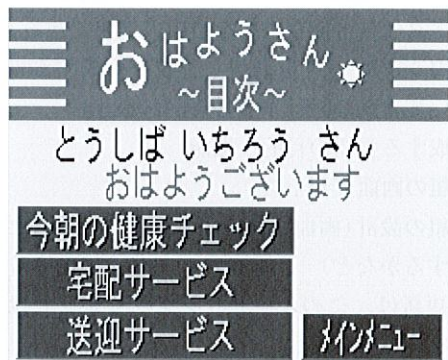 おはようさん
~目次~
とうしば いちろう さん
おはようございます
今朝の健康チェック
宅配サービス
送迎サービス
メインメニュー